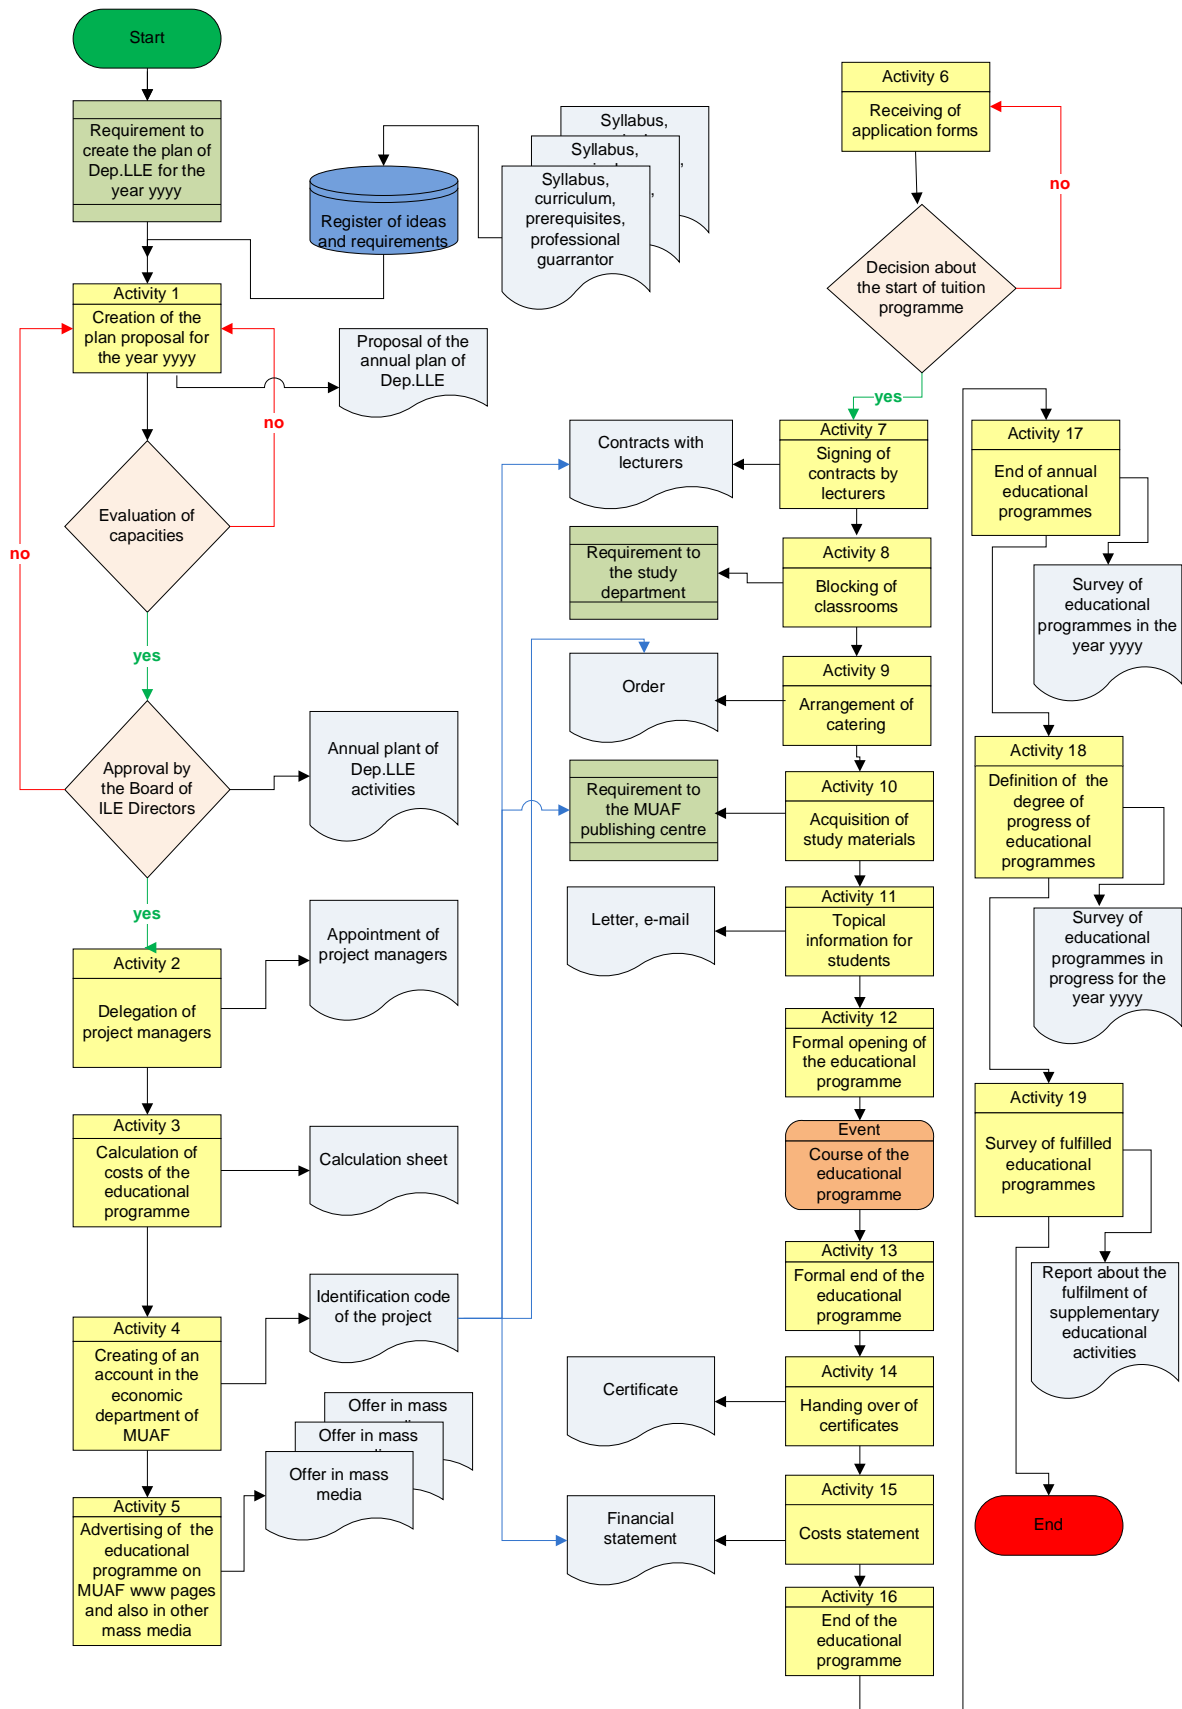 Start
Requirement to
create the plan of
Dep.LLE for the
year yyyy
Register of ideas
and requirements
Syllabus,
Syllabus,
Syllabus,
curriculum,
prerequisites,
professional
guarrantor
Activity 1
Creation of the
plan proposal for
the year yyyy
Proposal of the
annual plan of
Dep.LLE
no
Evaluation of
capacities
no
yes
Approval by
the Board of
ILE Directors
Annual plant of
Dep.LLE
activities
yes
Activity 2
Delegation of
project managers
Appointment of
project managers
Activity 3
Calculation of
costs of the
educational
programme
Calculation sheet
Activity 4
Creating of an
account in the
economic
department of
MUAF
Identification code
of the project
Activity 5
Advertising of  the
educational
programme on
MUAF www pages
and also in other
mass media
Offer in mass
Offer in mass
Offer in mass
media
Activity 6
Receiving of
application forms
no
Decision about
the start of tuition
programme
yes
Activity 7
Signing of
contracts by
lecturers
Contracts with
lecturers
Activity 8
Blocking of
classrooms
Requirement to
the study
department
Activity 9
Arrangement of
catering
Order
Activity 10
Acquisition of
study materials
Requirement to
the MUAF
publishing centre
Activity 11
Topical
information for
students
Letter, e-mail
Activity 12
Formal opening of
the educational
programme
Event
Course of the
educational
programme
Activity 13
Formal end of the
educational
programme
Activity 14
Handing over of
certificates
Certificate
Activity 15
Costs statement
Financial
statement
Activity 16
End of the
educational
programme
Activity 17
End of annual
educational
programmes
Survey of
educational
programmes in the
year yyyy
Activity 18
Definition of  the
degree of
progress of
educational
programmes
Survey of
educational
programmes in
progress for the
year yyyy
Activity 19
Survey of fulfilled
educational
programmes
Report about the
fulfilment of
supplementary
educational
activities
End